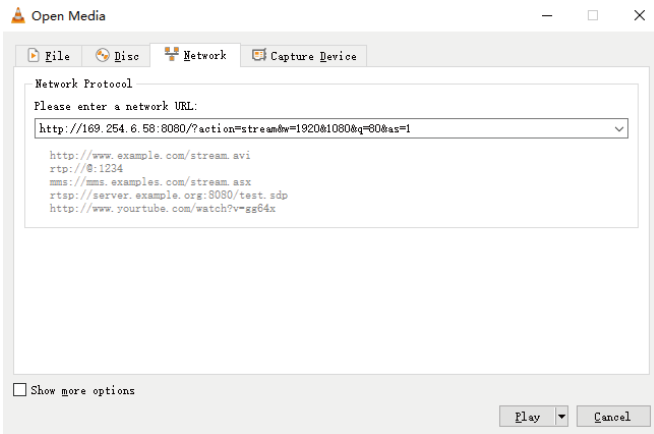 Open Media
File Disc Network Capture Device
Network Protocol
Please enter a network URL:
http://169.254.6.58:8080/?action=stream&w=1920&1080&q=80&as=1
http://www.example.com/stream.avi
rtp://@:1234
mms://mms.examples.com/stream.asx
rtsp://server.example.org:8080/test.sdp
http://www.yourtube.com/watch?v=gg64x
Show more options
Play Cancel